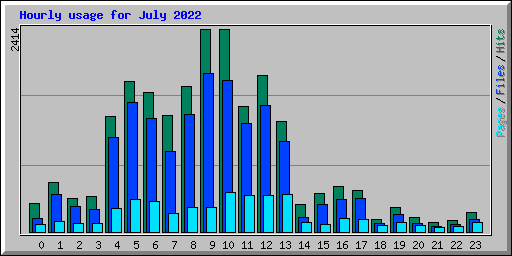 Hourly usage for July 2022
2414
Pages/Files/Hits
0 1 2 3 4 5 6 7 8 9 10 11 12 13 14 15 16 17 18 19 20 21 22 23